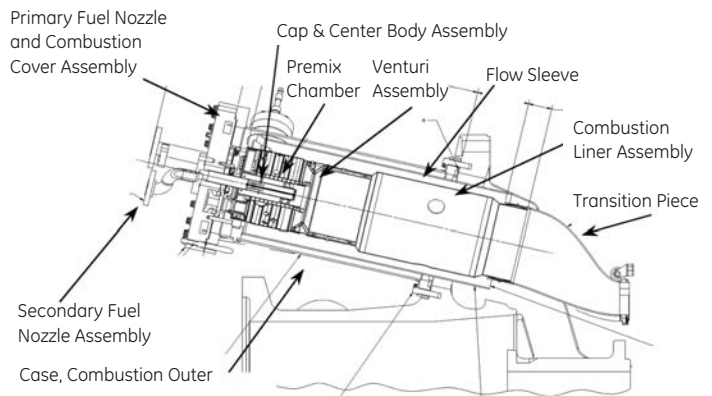 Primary Fuel Nozzle
and Combustion
Cover Assembly
Cap & Center Body Assembly
Premix
Chamber
Venturi
Assembly
Flow Sleeve
Combustion
Liner Assembly
Transition Piece
Secondary Fuel
Nozzle Assembly
Case, Combustion Outer